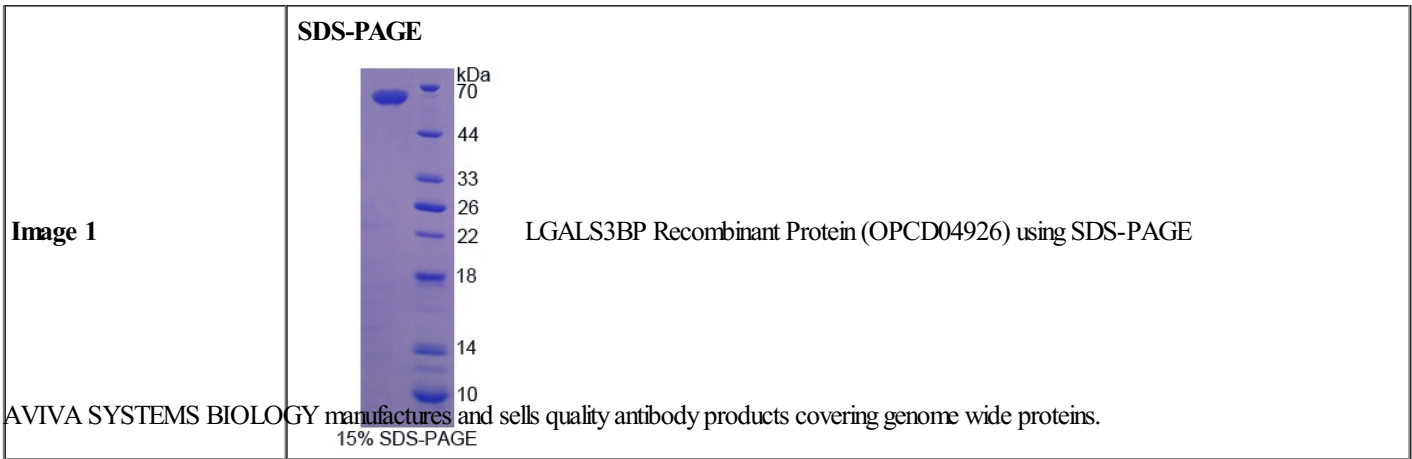 SDS-PAGE
kDa
70
44
33
26
22
18
14
10
15% SDS-PAGE
Image 1
LGALS3BP Recombinant Protein (OPCD04926) using SDS-PAGE
AVIVA SYSTEMS BIOLOGY manufactures and sells quality antibody products covering genome wide proteins.